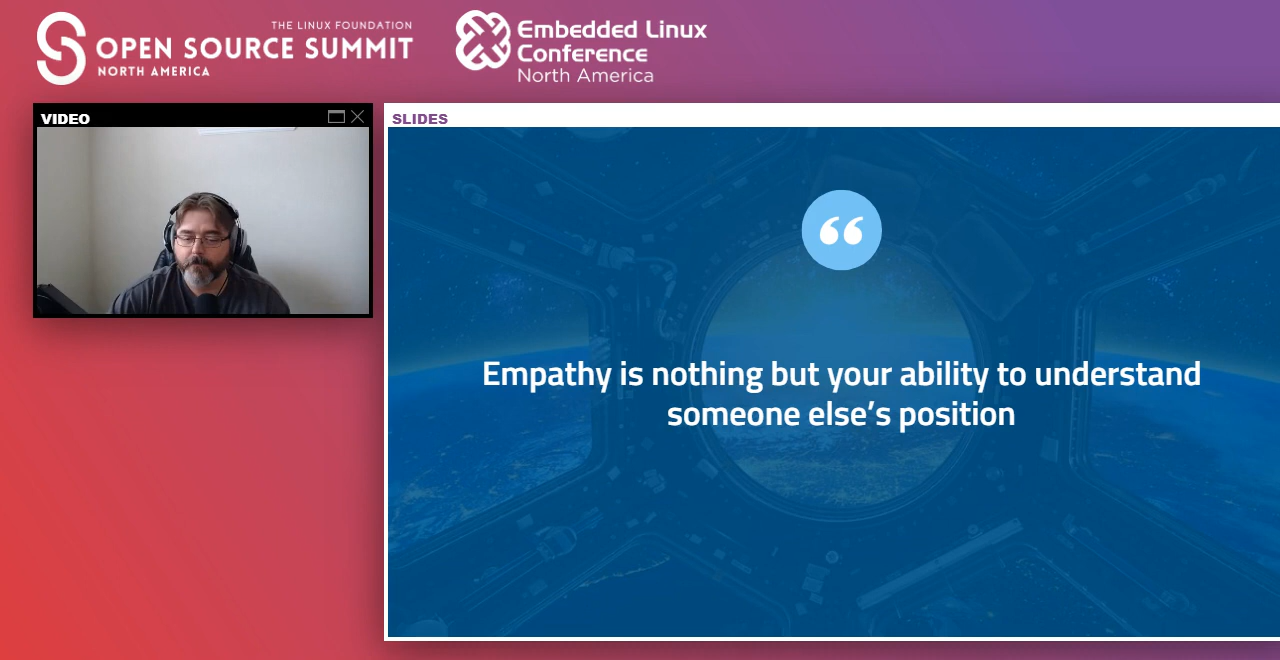 THE LINUX FOUNDATION
OPEN SOURCE SUMMIT
NORTH AMERICA
Embedded Linux
Conference
North America
VIDEO
SLIDES
“
Empathy is nothing but your ability to understand
someone else’s position